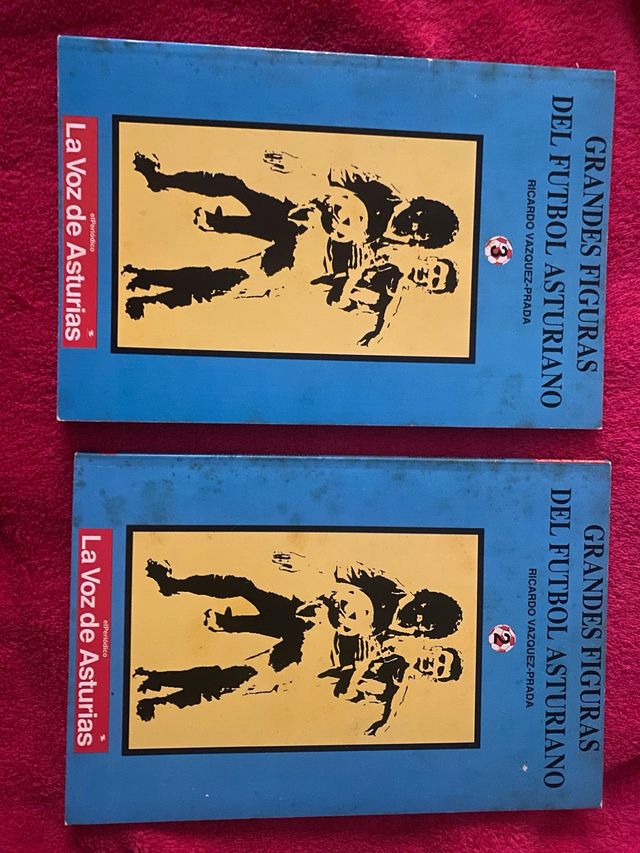 GRANDES FIGURAS
DEL FUTBOL ASTURIANO
RICARDO VAZQUEZ-PRADA
3
elPeriódico
La Voz de Asturias
GRANDES FIGURAS
DEL FUTBOL ASTURIANO
RICARDO VAZQUEZ-PRADA
2
elPeriódico
La Voz de Asturias